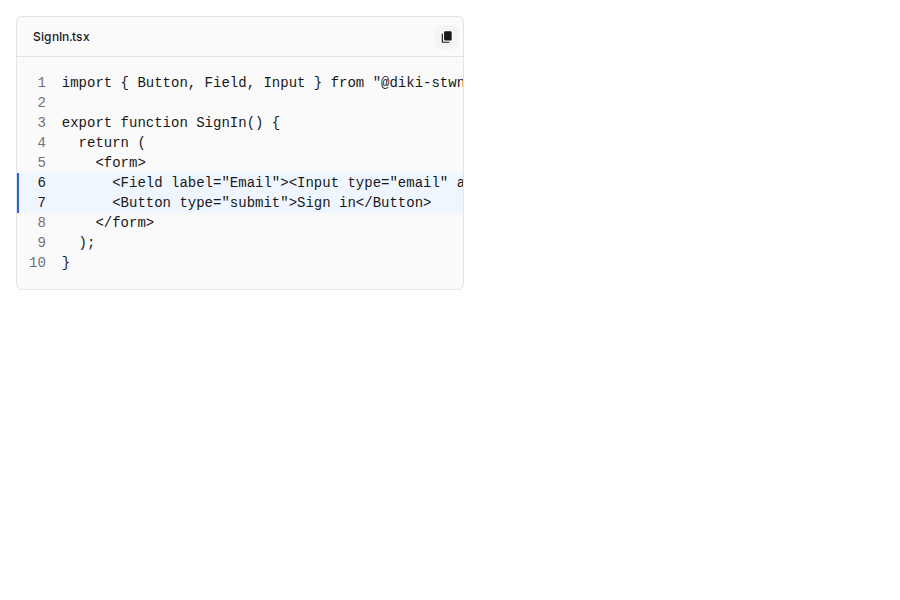 SignIn.tsx
1 import { Button, Field, Input } from "@diki-stwn
2
3 export function SignIn() {
4   return (
5     <form>
6       <Field label="Email"><Input type="email" a
7       <Button type="submit">Sign in</Button>
8     </form>
9   );
10 }